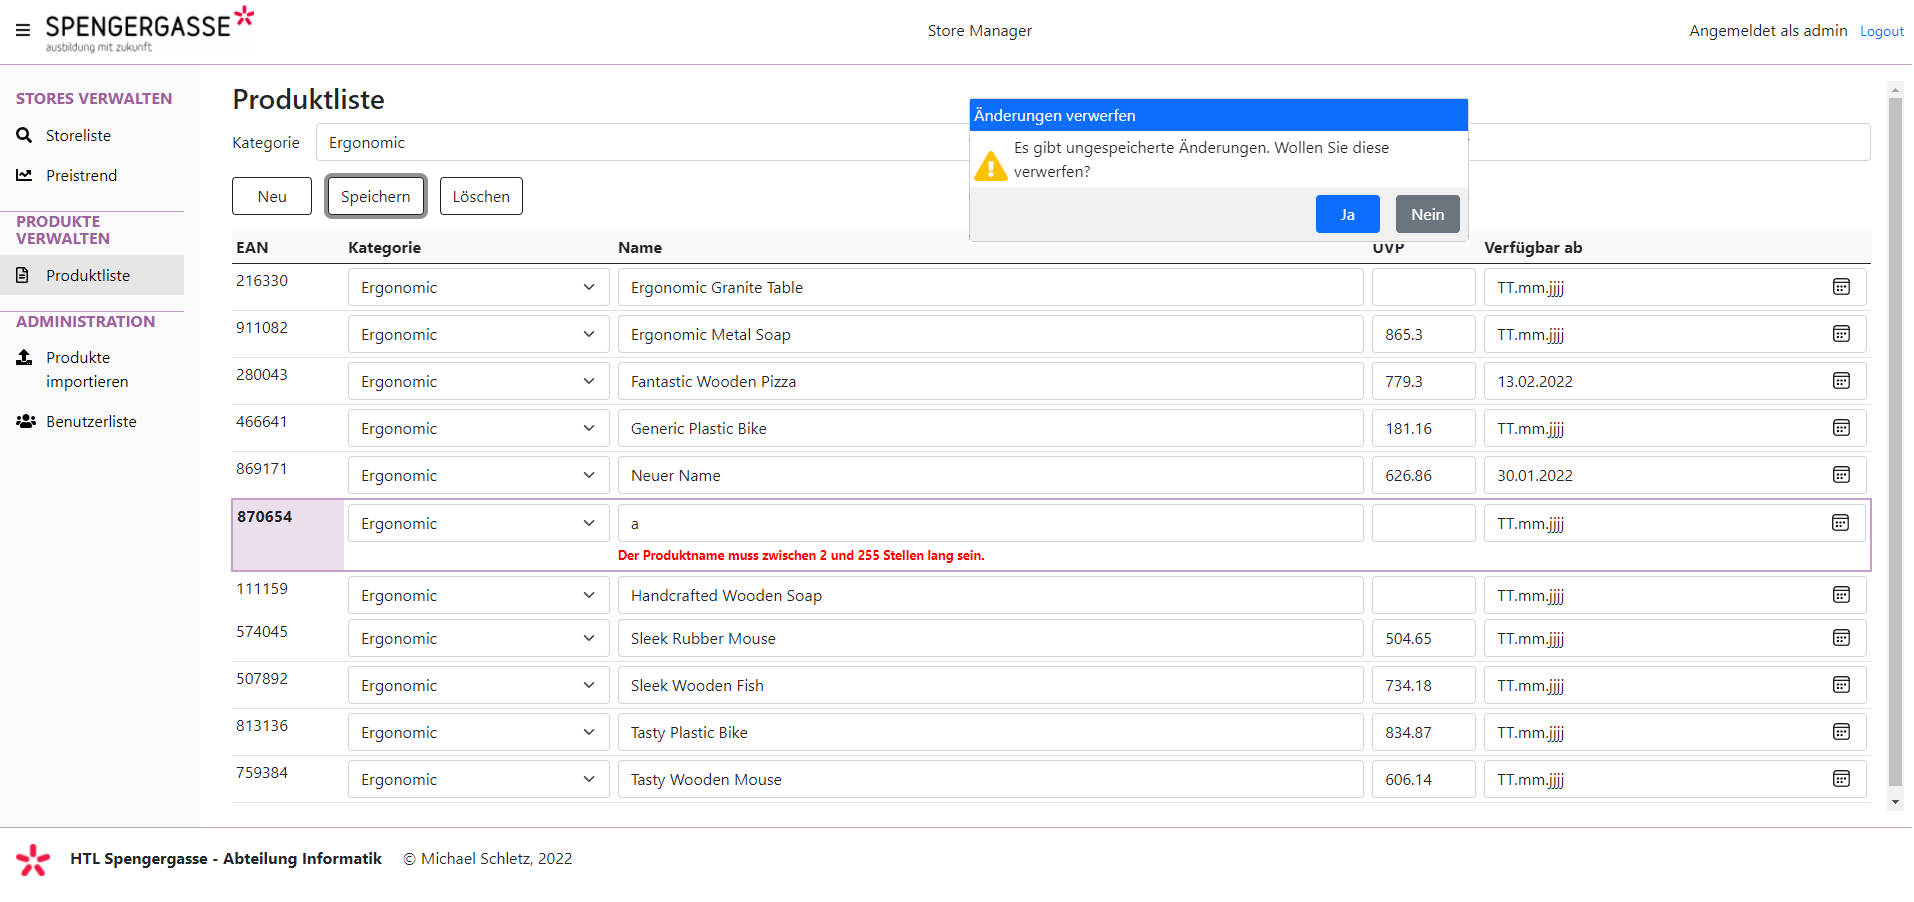 SPENGERGASSE
ausbildung mit zukunft
Store Manager
Angemeldet als admin Logout
STORES VERWALTEN
Storeliste
Preistrend
PRODUKTE
VERWALTEN
Produktliste
ADMINISTRATION
Produkte
importieren
Benutzerliste
Produktliste
Kategorie Ergonomic
Änderungen verwerfen
Es gibt ungespeicherte Änderungen. Wollen Sie diese
verwerfen?
Ja Nein
Neu Speichern Löschen
EAN Kategorie Name UVP Verfügbar ab
216330 Ergonomic Ergonomic Granite Table TT.mm.jjjj
911082 Ergonomic Ergonomic Metal Soap 865.3 TT.mm.jjjj
280043 Ergonomic Fantastic Wooden Pizza 779.3 13.02.2022
466641 Ergonomic Generic Plastic Bike 181.16 TT.mm.jjjj
869171 Ergonomic Neuer Name 626.86 30.01.2022
870654 Ergonomic a TT.mm.jjjj
Der Produktname muss zwischen 2 und 255 Stellen lang sein.
111159 Ergonomic Handcrafted Wooden Soap TT.mm.jjjj
574045 Ergonomic Sleek Rubber Mouse 504.65 TT.mm.jjjj
507892 Ergonomic Sleek Wooden Fish 734.18 TT.mm.jjjj
813136 Ergonomic Tasty Plastic Bike 834.87 TT.mm.jjjj
759384 Ergonomic Tasty Wooden Mouse 606.14 TT.mm.jjjj
HTL Spengergasse - Abteilung Informatik © Michael Schletz, 2022